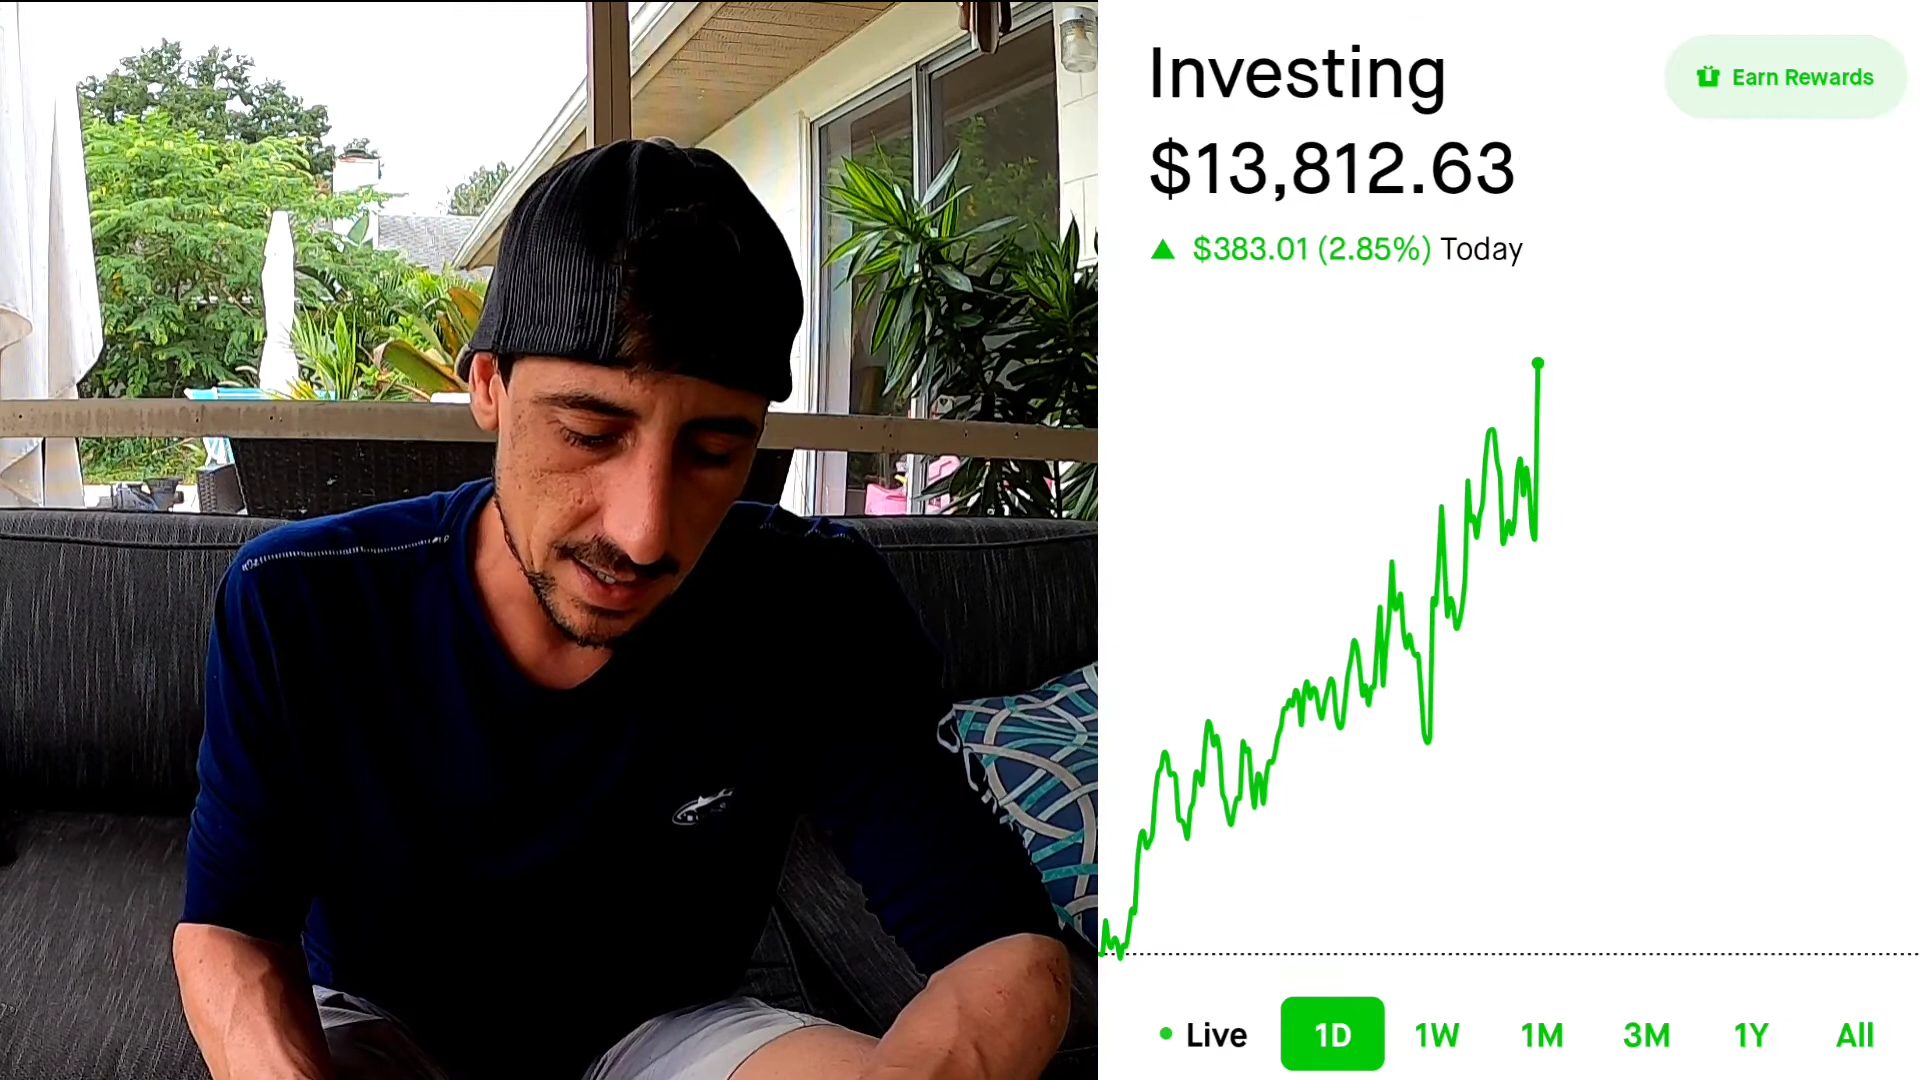 Investing
Earn Rewards
$13,812.63
▲ $383.01 (2.85%) Today
Live 1D 1W 1M 3M 1Y All